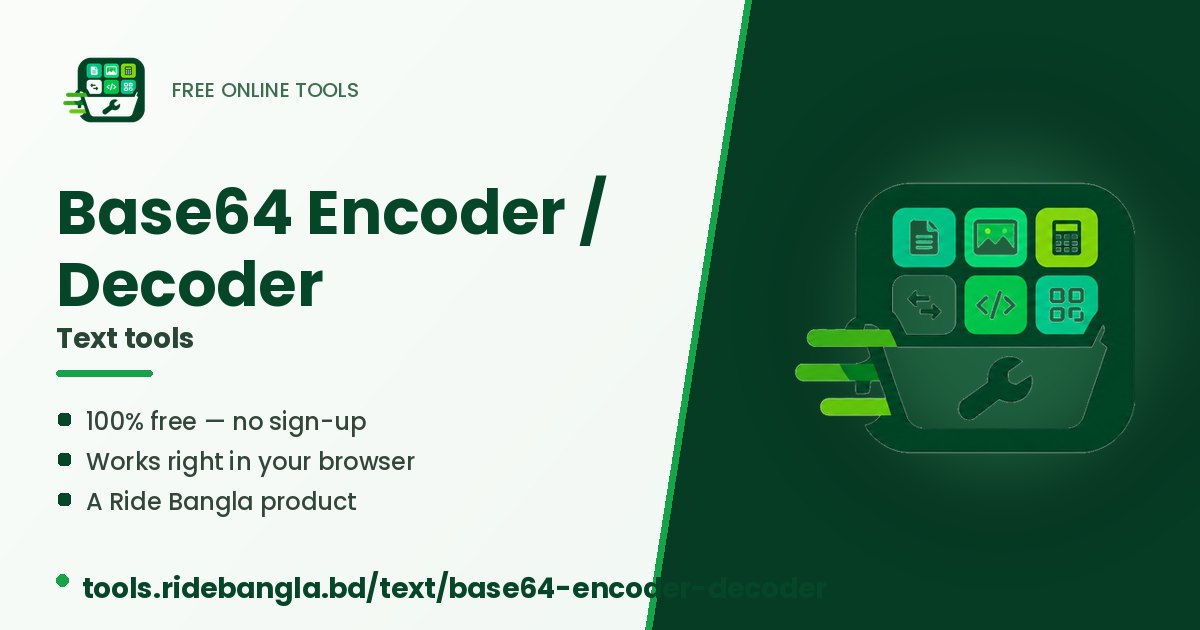 FREE ONLINE TOOLS
Base64 Encoder /
Decoder
Text tools
100% free — no sign-up
Works right in your browser
A Ride Bangla product
tools.ridebangla.bd/text/base64-encoder-decoder